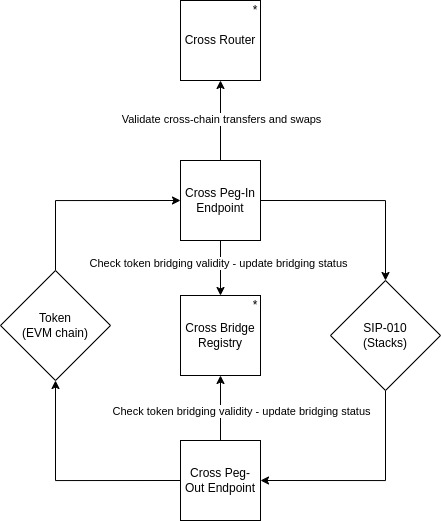 *
Cross Router
Validate cross-chain transfers and swaps
Cross Peg-In
Endpoint
Check token bridging validity - update bridging status
Token
(EVM chain)
*
Cross Bridge
Registry
SIP-010
(Stacks)
Check token bridging validity - update bridging status
Cross Peg-
Out Endpoint